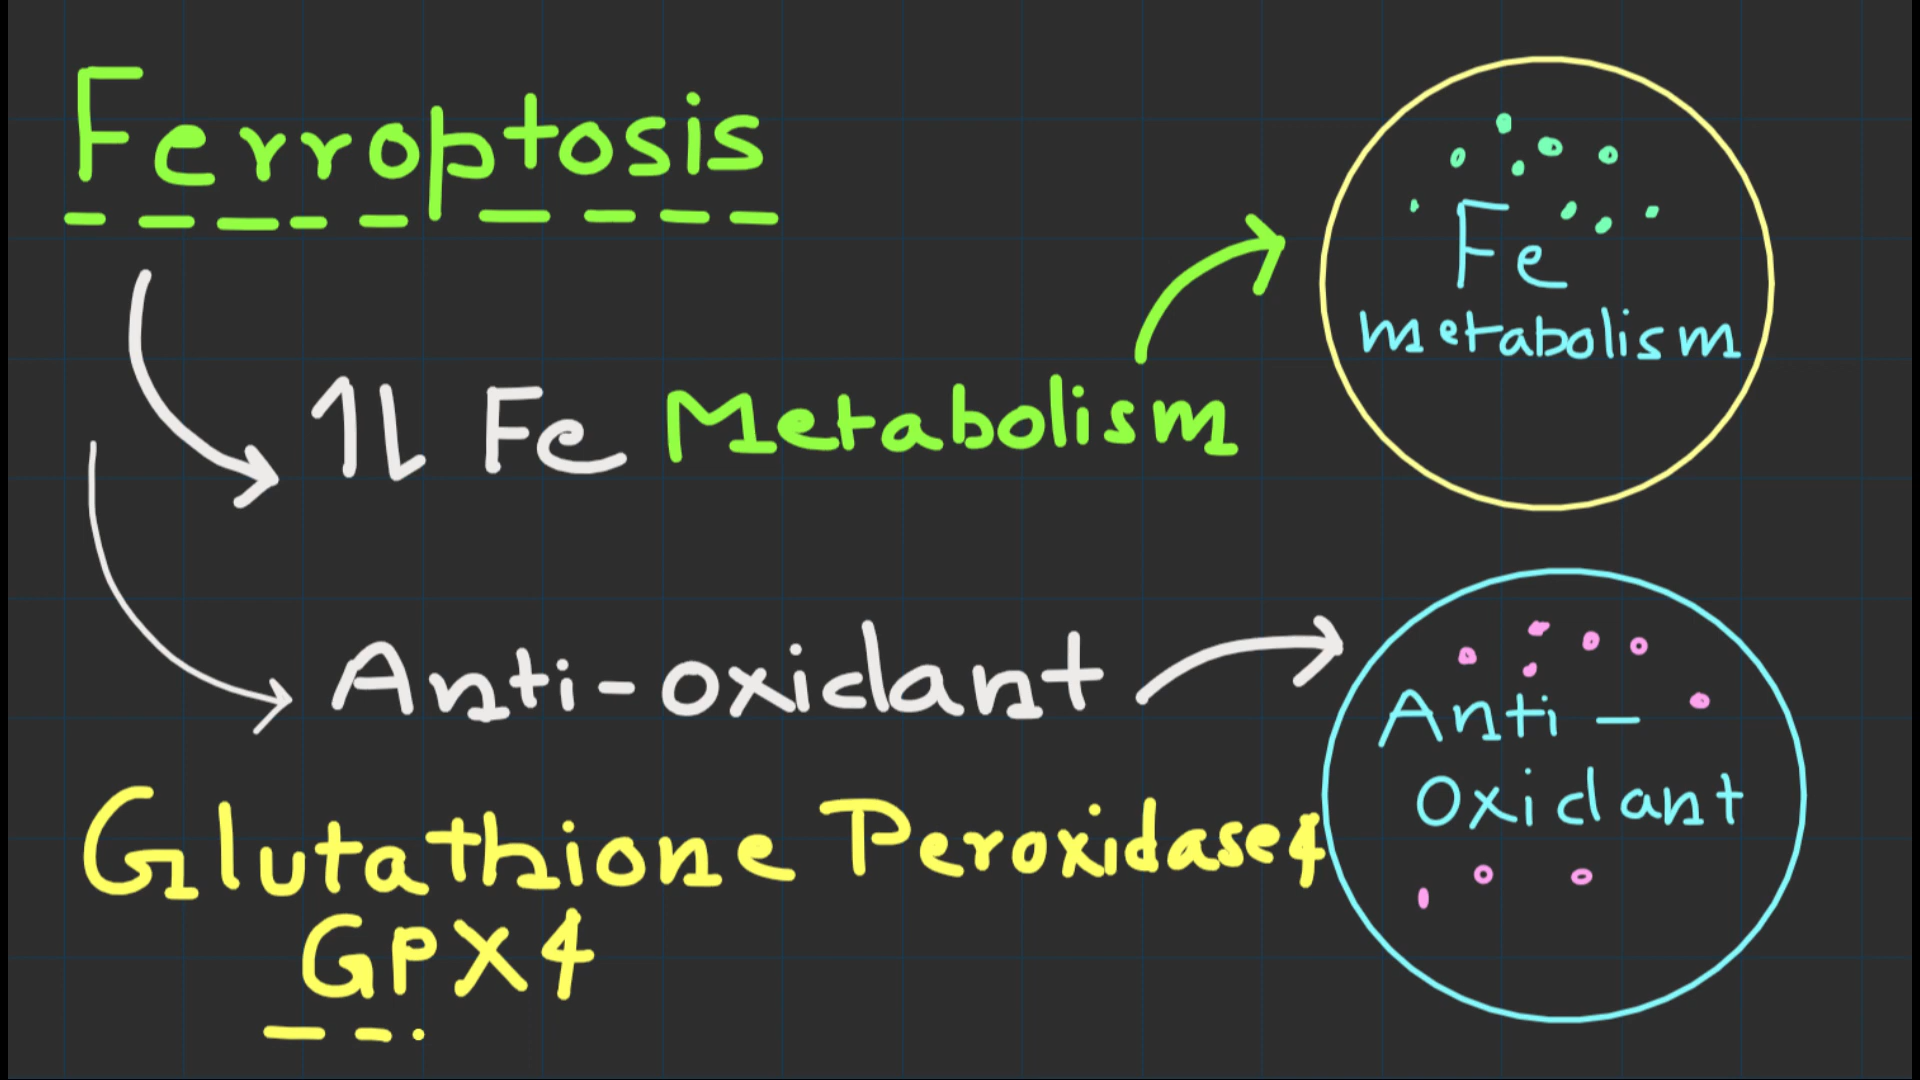 Ferroptosis
↑↓ Fe Metabolism
Fe
metabolism
Anti-oxidant
Anti-
oxidant
Glutathione Peroxidase4
GPX4